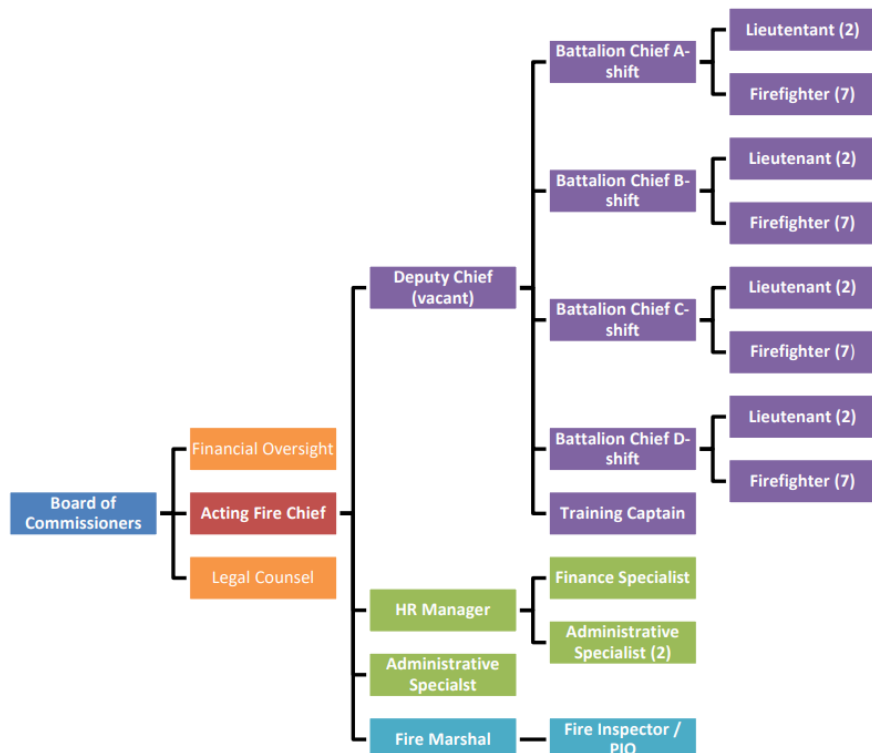 Lieutentant (2)
Battalion Chief A-
shift
Firefighter (7)
Lieutenant (2)
Battalion Chief B-
shift
Firefighter (7)
Deputy Chief
(vacant)
Lieutenant (2)
Battalion Chief C-
shift
Firefighter (7)
Lieutenant (2)
Financial Oversight
Battalion Chief D-
shift
Firefighter (7)
Board of
Commissioners
Acting Fire Chief
Training Captain
Legal Counsel
Finance Specialist
HR Manager
Administrative
Specialist (2)
Administrative
Specialst
Fire Marshal
Fire Inspector /
PIO